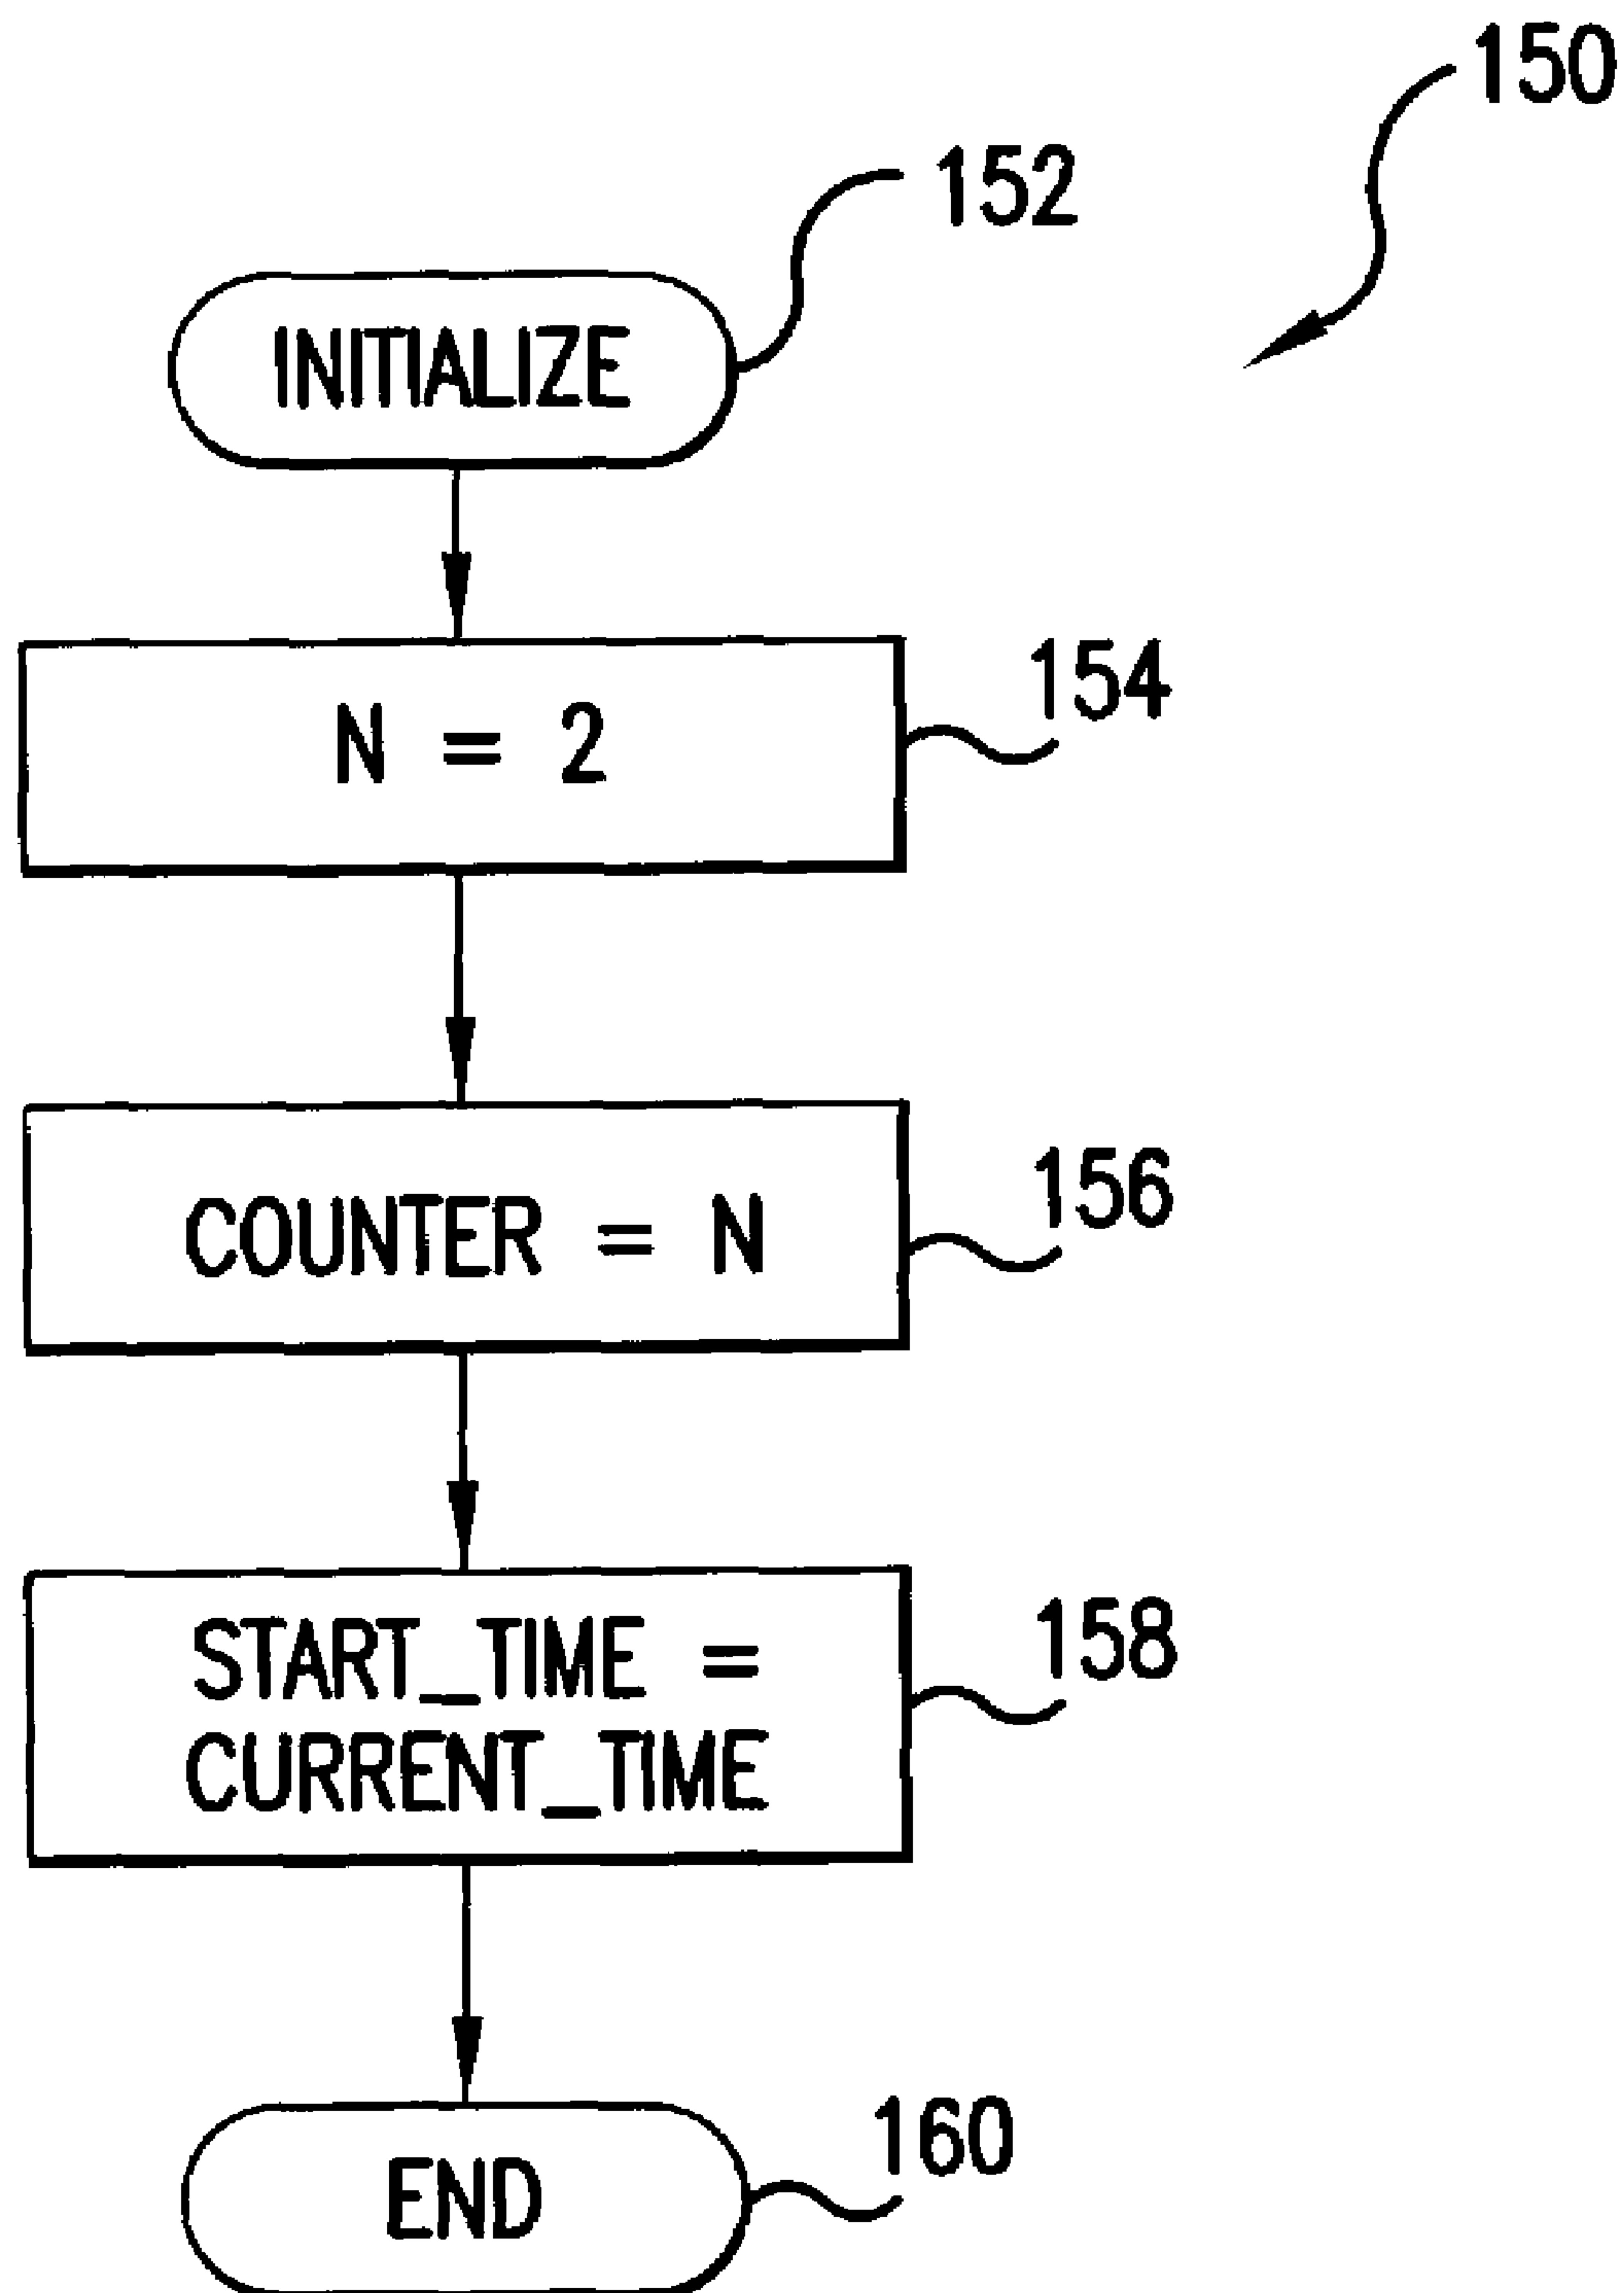 150
152
INITIALIZE
154
N = 2
156
COUNTER = N
158
START_TIME =
CURRENT_TIME
160
END